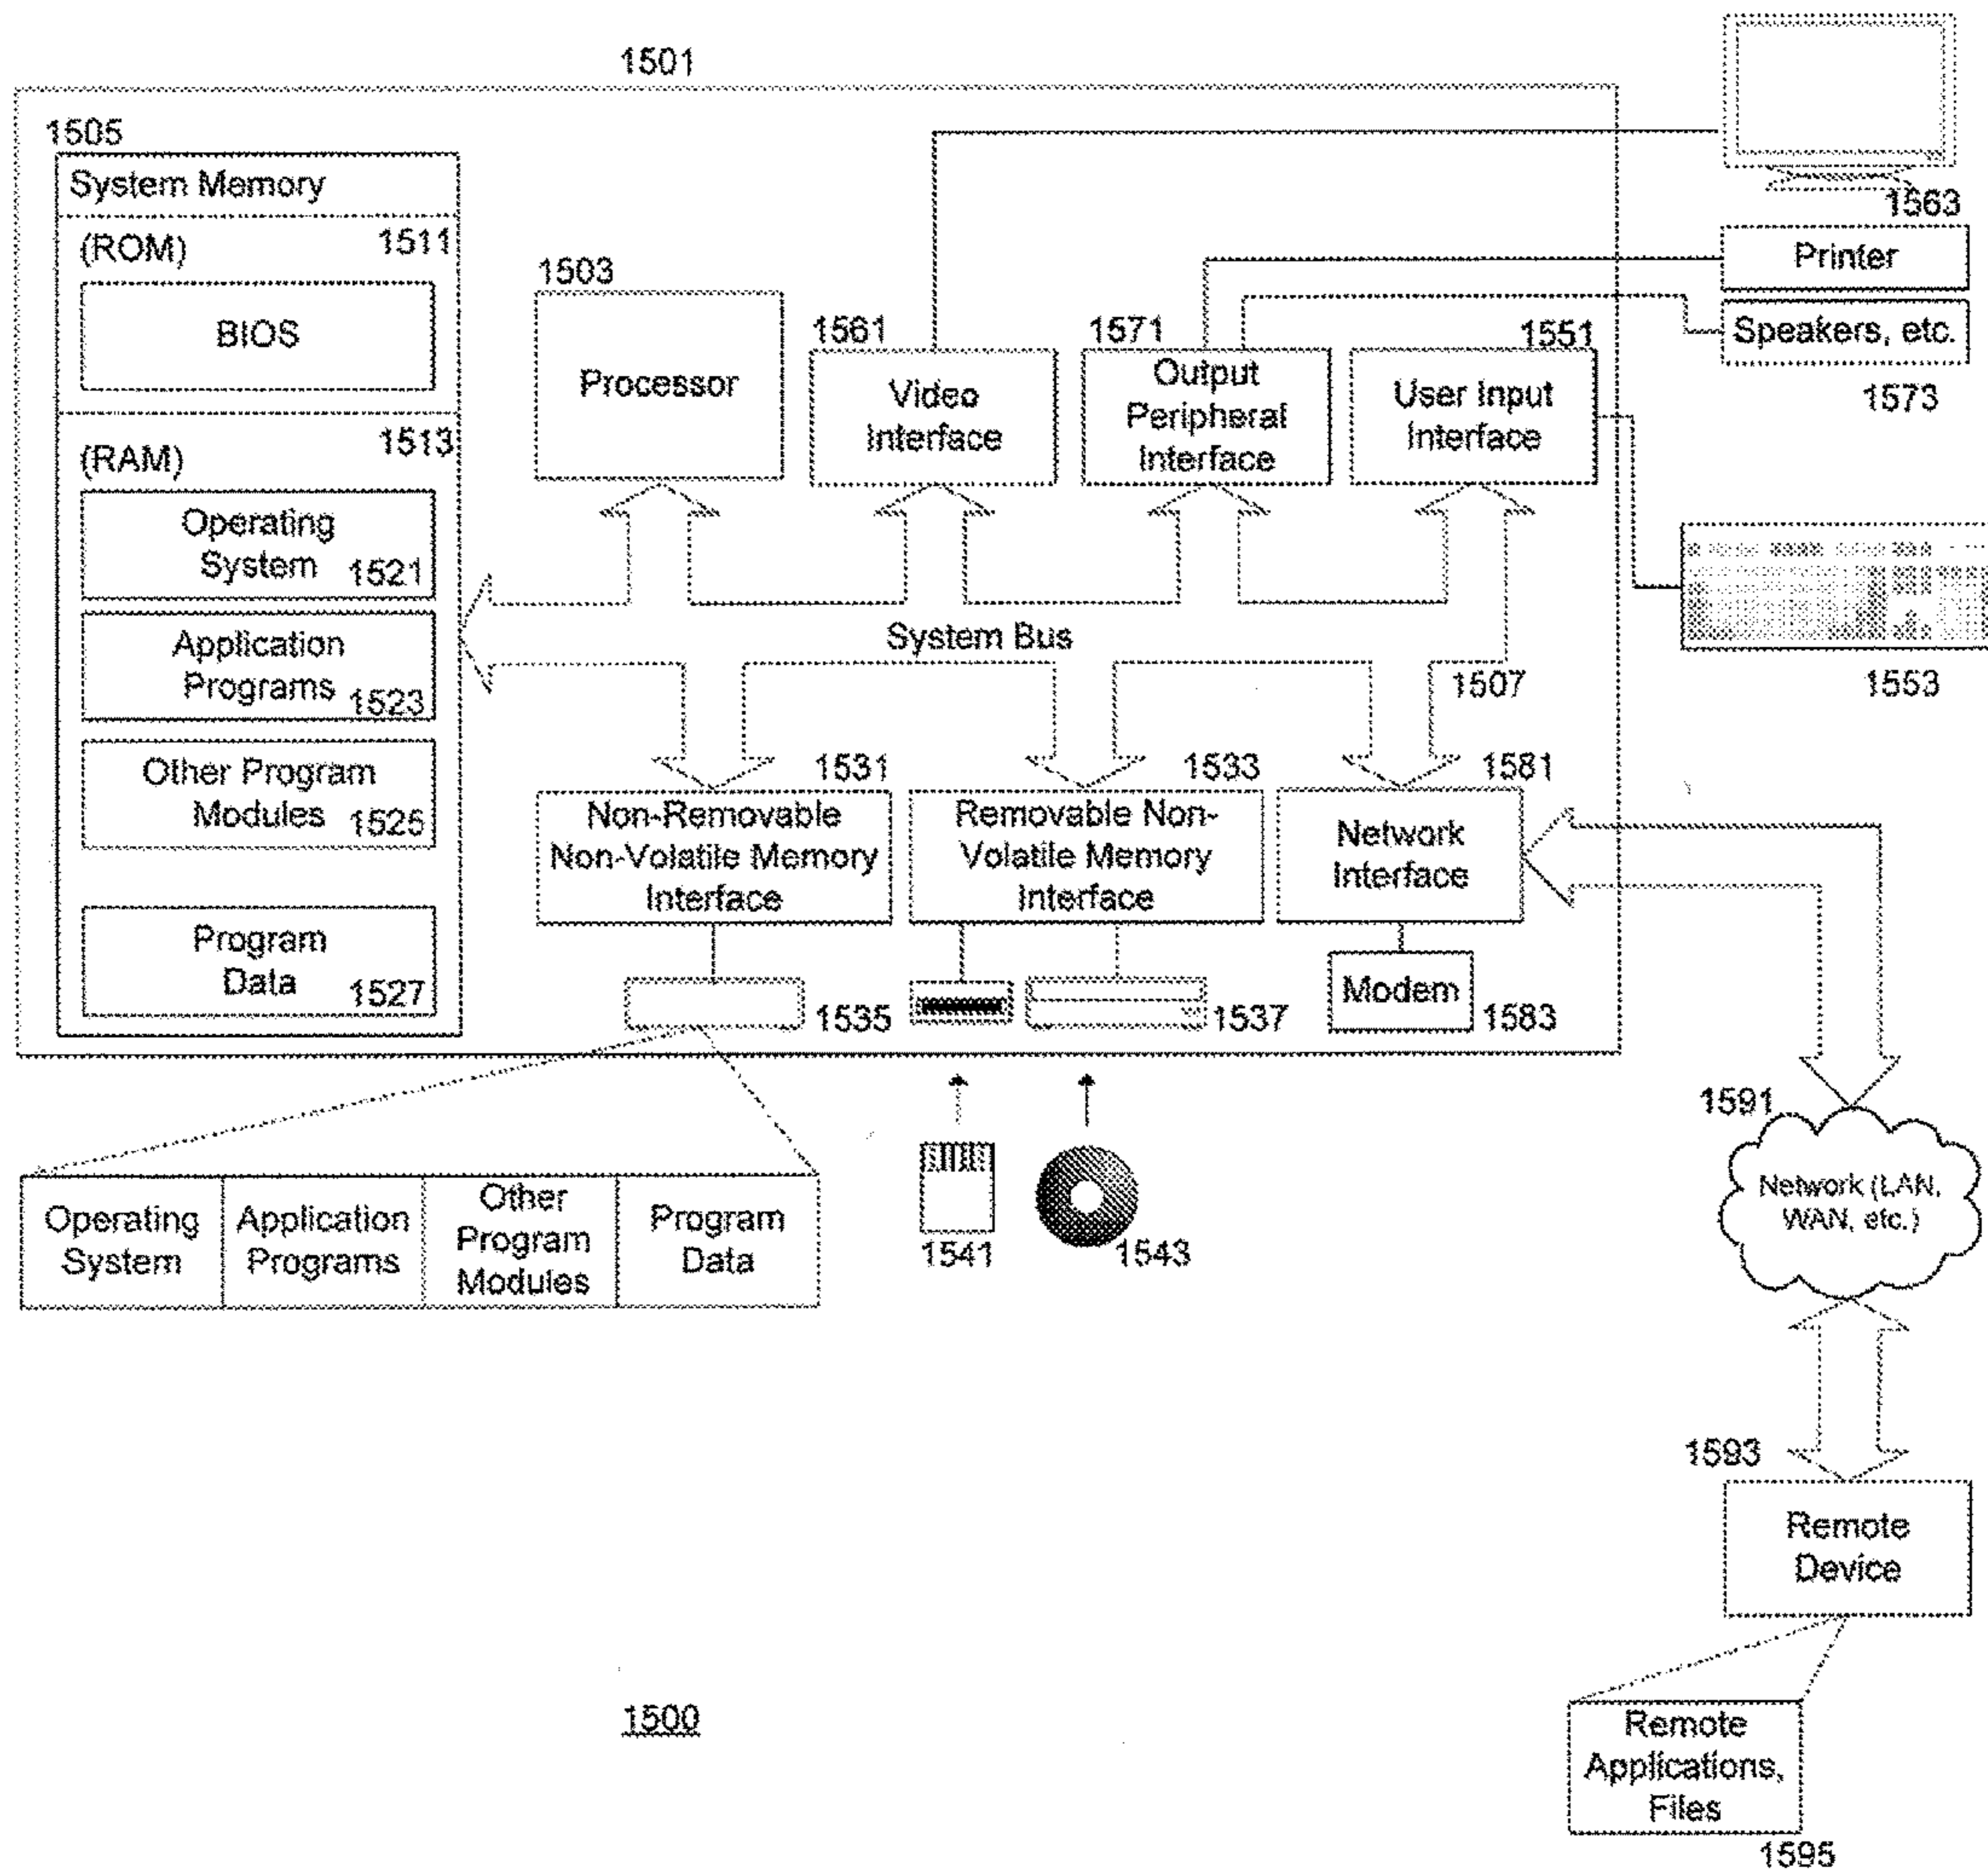 1501
1505
System Memory
(ROM)
1511
BIOS
1513
(RAM)
Operating
System
1521
Application
Programs
1523
Other Program
Modules
1525
Program
Data
1527
1503
Processor
1561
Video
Interface
1571
Output
Peripheral
Interface
1551
User Input
Interface
1563
Printer
Speakers, etc.
1573
1553
System Bus
1507
1531
Non-Removable
Non-Volatile Memory
Interface
1533
Removable Non-
Volatile Memory
Interface
1581
Network
Interface
1535
1537
Modem
1583
Operating
System
Application
Programs
Other
Program
Modules
Program
Data
1541
1543
1591
Network (LAN,
WAN, etc.)
1593
Remote
Device
Remote
Applications,
Files
1595
1500